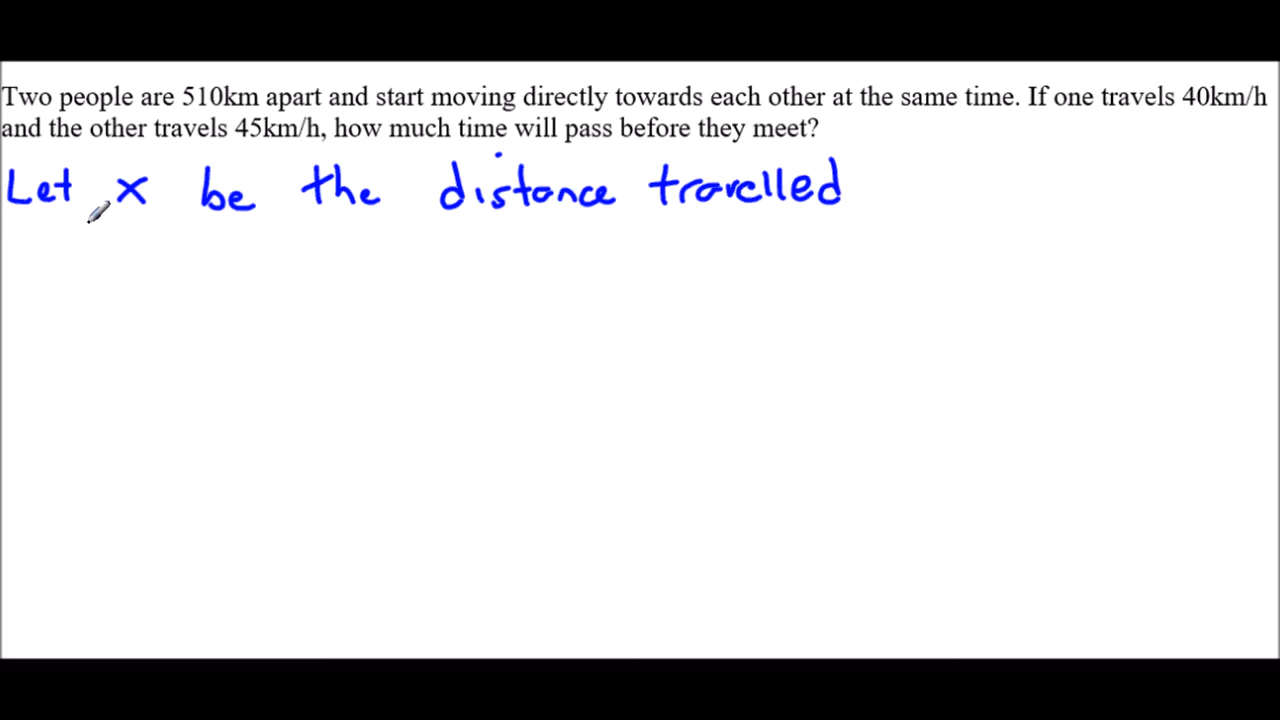 Two people are 510km apart and start moving directly towards each other at the same time. If one travels 40km/h
and the other travels 45km/h, how much time will pass before they meet?
Let x be the distance travelled